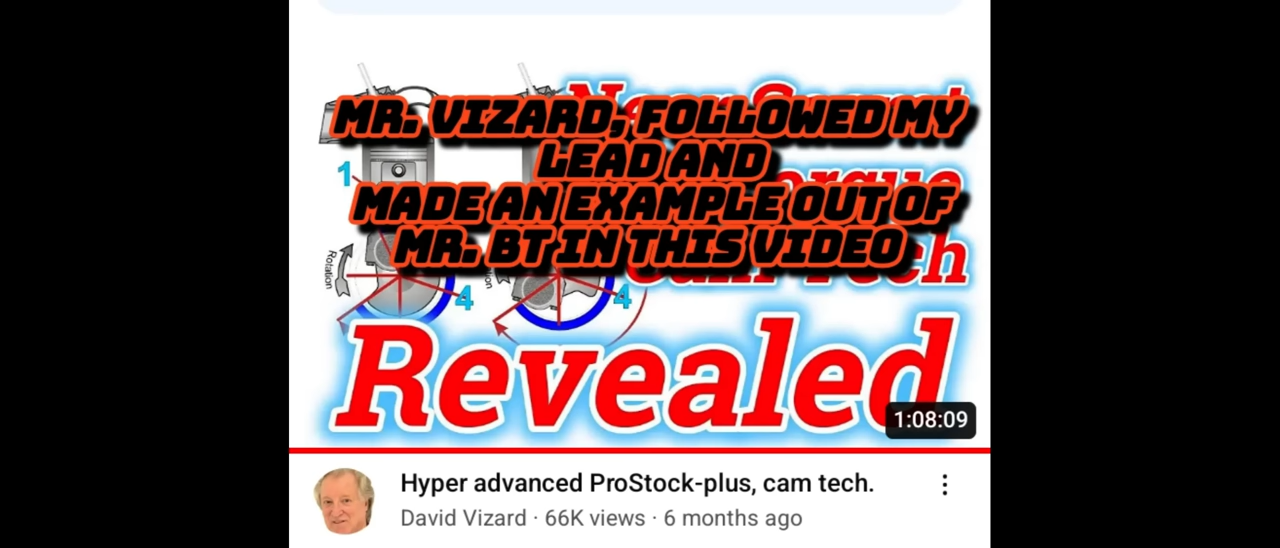 MR. VIZARD, FOLLOWED MY
LEAD AND
MADE AN EXAMPLE OUT OF
MR. BT IN THIS VIDEO
1
Rotation
4
4
Revealed
1:08:09
Hyper advanced ProStock-plus, cam tech.
David Vizard · 66K views · 6 months ago